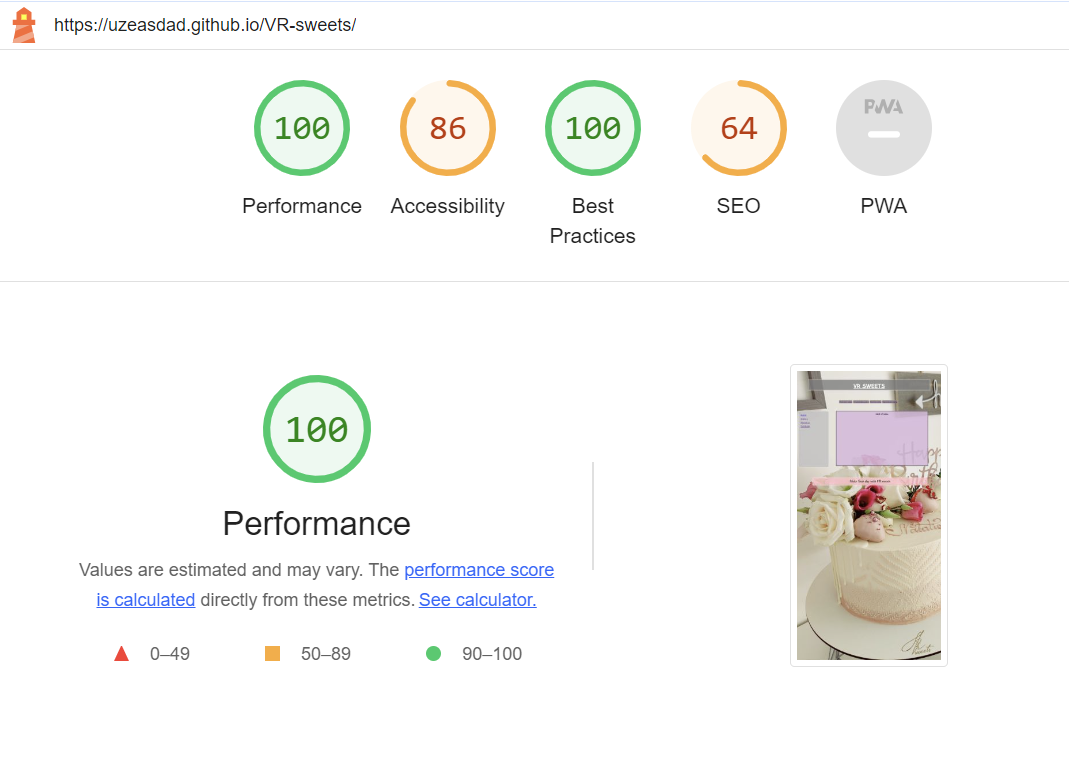 https://uzeasdad.github.io/VR-sweets/
100
86
100
64
PWA
Performance
Accessibility
Best
Practices
SEO
PWA
100
Performance
Values are estimated and may vary. The performance score
is calculated directly from these metrics. See calculator.
0–49
50–89
90–100
VR SWEETS